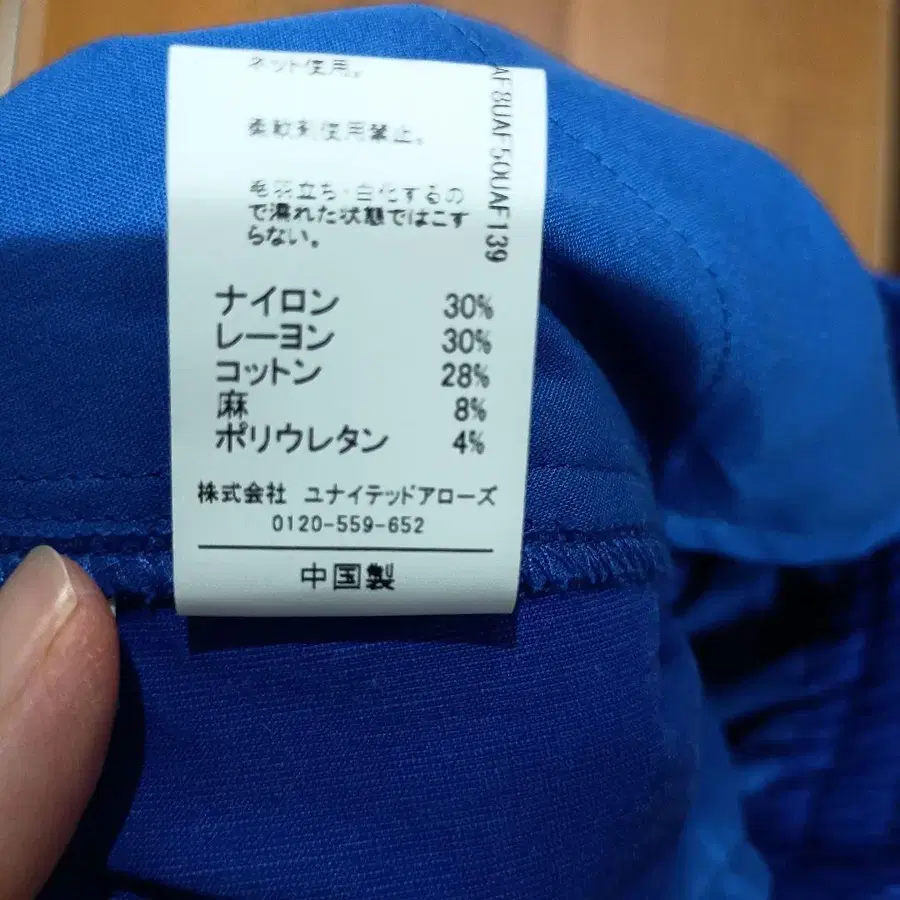 ネット使用。
柔軟剤使用禁止。
毛羽立ち・白化するの
で濡れた状態ではこす
らない。
ナイロン 30%
レーヨン 30%
コットン 28%
麻 8%
ポリウレタン 4%
株式会社 ユナイテッドアローズ
0120-559-652
中国製
AF8UAF50UAF139